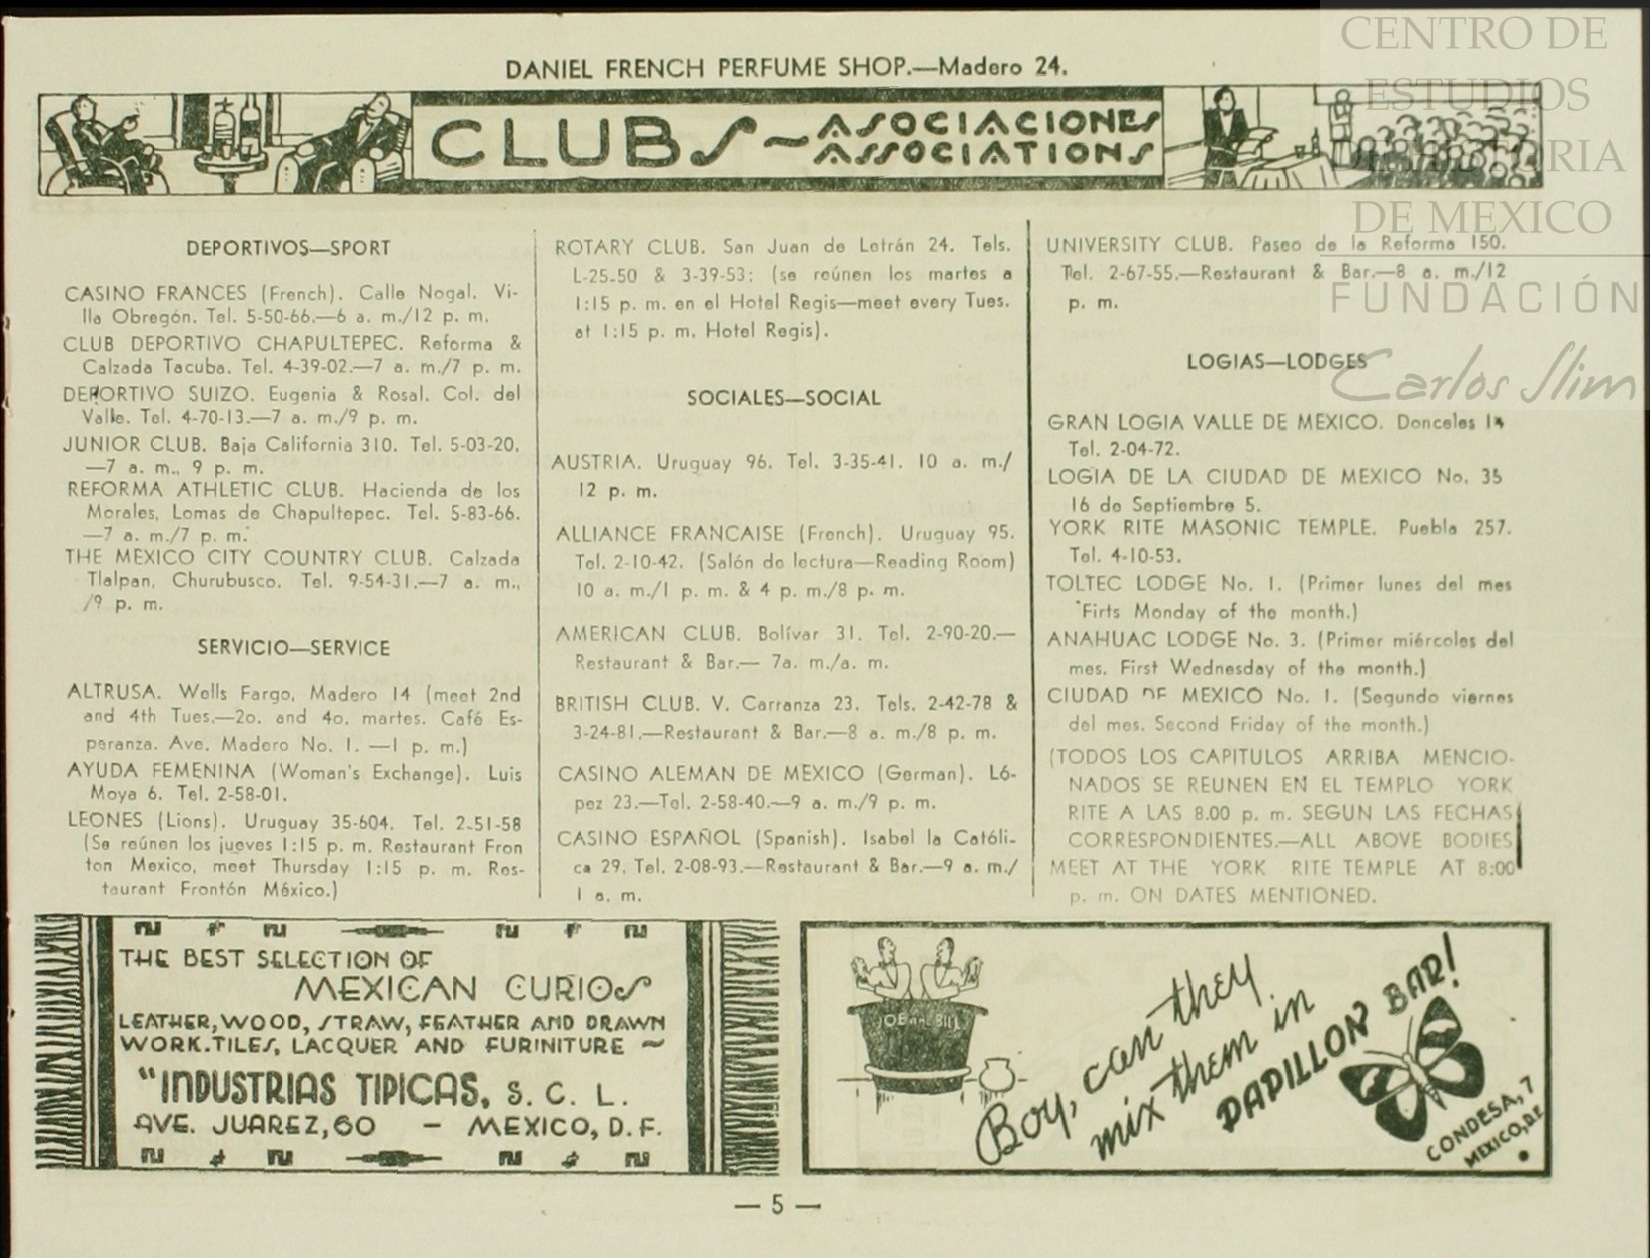 CENTRO DE
ESTUDIOS
DE HISTORIA
DE MEXICO
FUNDACIÓN
Carlos Slim
DANIEL FRENCH PERFUME SHOP.—Madero 24.
CLUBS ~ ASOCIACIONES
ASSOCIATIONS
DEPORTIVOS—SPORT
CASINO FRANCES (French). Calle Nogal. Vi-
lla Obregón. Tel. 5-50-66.—6 a. m./12 p. m.
CLUB DEPORTIVO CHAPULTEPEC. Reforma &
Calzada Tacuba. Tel. 4-39-02.—7 a. m./7 p. m.
DEPORTIVO SUIZO. Eugenia & Rosal. Col. del
Valle. Tel. 4-70-13.—7 a. m./9 p. m.
JUNIOR CLUB. Baja California 310. Tel. 5-03-20.
—7 a. m., 9 p. m.
REFORMA ATHLETIC CLUB. Hacienda de los
Morales, Lomas de Chapultepec. Tel. 5-83-66.
—7 a. m./7 p. m.
THE MEXICO CITY COUNTRY CLUB. Calzada
Tlalpan, Churubusco. Tel. 9-54-31.—7 a. m.,
/9 p. m.
SERVICIO—SERVICE
ALTRUSA. Wells Fargo, Madero 14 (meet 2nd
and 4th Tues.—2o. and 4o. martes. Café Es-
peranza. Ave. Madero No. 1. —1 p. m.)
AYUDA FEMENINA (Woman's Exchange). Luis
Moya 6. Tel. 2-58-01.
LEONES (Lions). Uruguay 35-604. Tel. 2-51-58
(Se reúnen los jueves 1:15 p. m. Restaurant Fron
ton Mexico, meet Thursday 1:15 p. m. Res-
taurant Frontón México.)
ROTARY CLUB. San Juan de Letrán 24. Tels.
L-25-50 & 3-39-53; (se reúnen los martes a
1:15 p. m. en el Hotel Regis—meet every Tues.
at 1:15 p. m. Hotel Regis).
SOCIALES—SOCIAL
AUSTRIA. Uruguay 96. Tel. 3-35-41. 10 a. m./
12 p. m.
ALLIANCE FRANCAISE (French). Uruguay 95.
Tel. 2-10-42. (Salón de lectura—Reading Room)
10 a. m./1 p. m. & 4 p. m./8 p. m.
AMERICAN CLUB. Bolívar 31. Tel. 2-90-20.—
Restaurant & Bar.— 7a. m./a. m.
BRITISH CLUB. V. Carranza 23. Tels. 2-42-78 &
3-24-81.—Restaurant & Bar.—8 a. m./8 p. m.
CASINO ALEMAN DE MEXICO (German). Ló-
pez 23.—Tel. 2-58-40.—9 a. m./9 p. m.
CASINO ESPAÑOL (Spanish). Isabel la Católi-
ca 29, Tel. 2-08-93.—Restaurant & Bar.—9 a. m./
1 a. m.
UNIVERSITY CLUB. Paseo de la Reforma 150.
Tel. 2-67-55.—Restaurant & Bar.—8 a. m./12
p. m.
LOGIAS—LODGES
GRAN LOGIA VALLE DE MEXICO. Donceles
Tel. 2-04-72.
LOGIA DE LA CIUDAD DE MEXICO No. 35
16 de Septiembre 5.
YORK RITE MASONIC TEMPLE. Puebla 257.
Tel. 4-10-53.
TOLTEC LODGE No. 1. (Primer lunes del mes
Firts Monday of the month.)
ANAHUAC LODGE No. 3. (Primer miércoles del
mes. First Wednesday of the month.)
CIUDAD DE MEXICO No. 1. (Segundo viernes
del mes. Second Friday of the month.)
(TODOS LOS CAPITULOS ARRIBA MENCIO-
NADOS SE REUNEN EN EL TEMPLO YORK
RITE A LAS 8.00 p. m. SEGUN LAS FECHAS
CORRESPONDIENTES.—ALL ABOVE BODIES
MEET AT THE YORK RITE TEMPLE AT 8:00
p. m. ON DATES MENTIONED.
THE BEST SELECTION OF
MEXICAN CURIOS
LEATHER, WOOD, STRAW, FEATHER AND DRAWN
WORK. TILES, LACQUER AND FURINITURE ~
"INDUSTRIAS TIPICAS, S. C. L.
AVE. JUAREZ, 60 — MEXICO, D. F.
JOE and BILL
Boy, can they
mix them in
PAPILLON BAR!
CONDESA, 7
MEXICO, D.F.
— 5 —